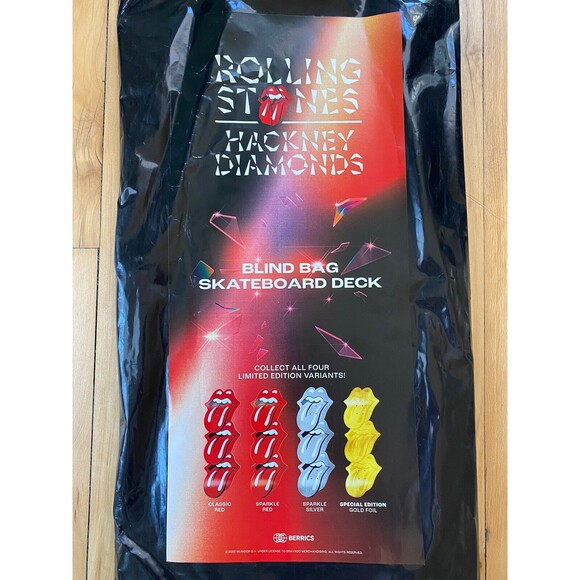 ROLLING
STONES
HACKNEY
DIAMONDS
BLIND BAG
SKATEBOARD DECK
COLLECT ALL FOUR
LIMITED EDITION VARIANTS!
CLASSIC
RED
SPARKLE
RED
SPARKLE
SILVER
SPECIAL EDITION
GOLD FOIL
BERRICS